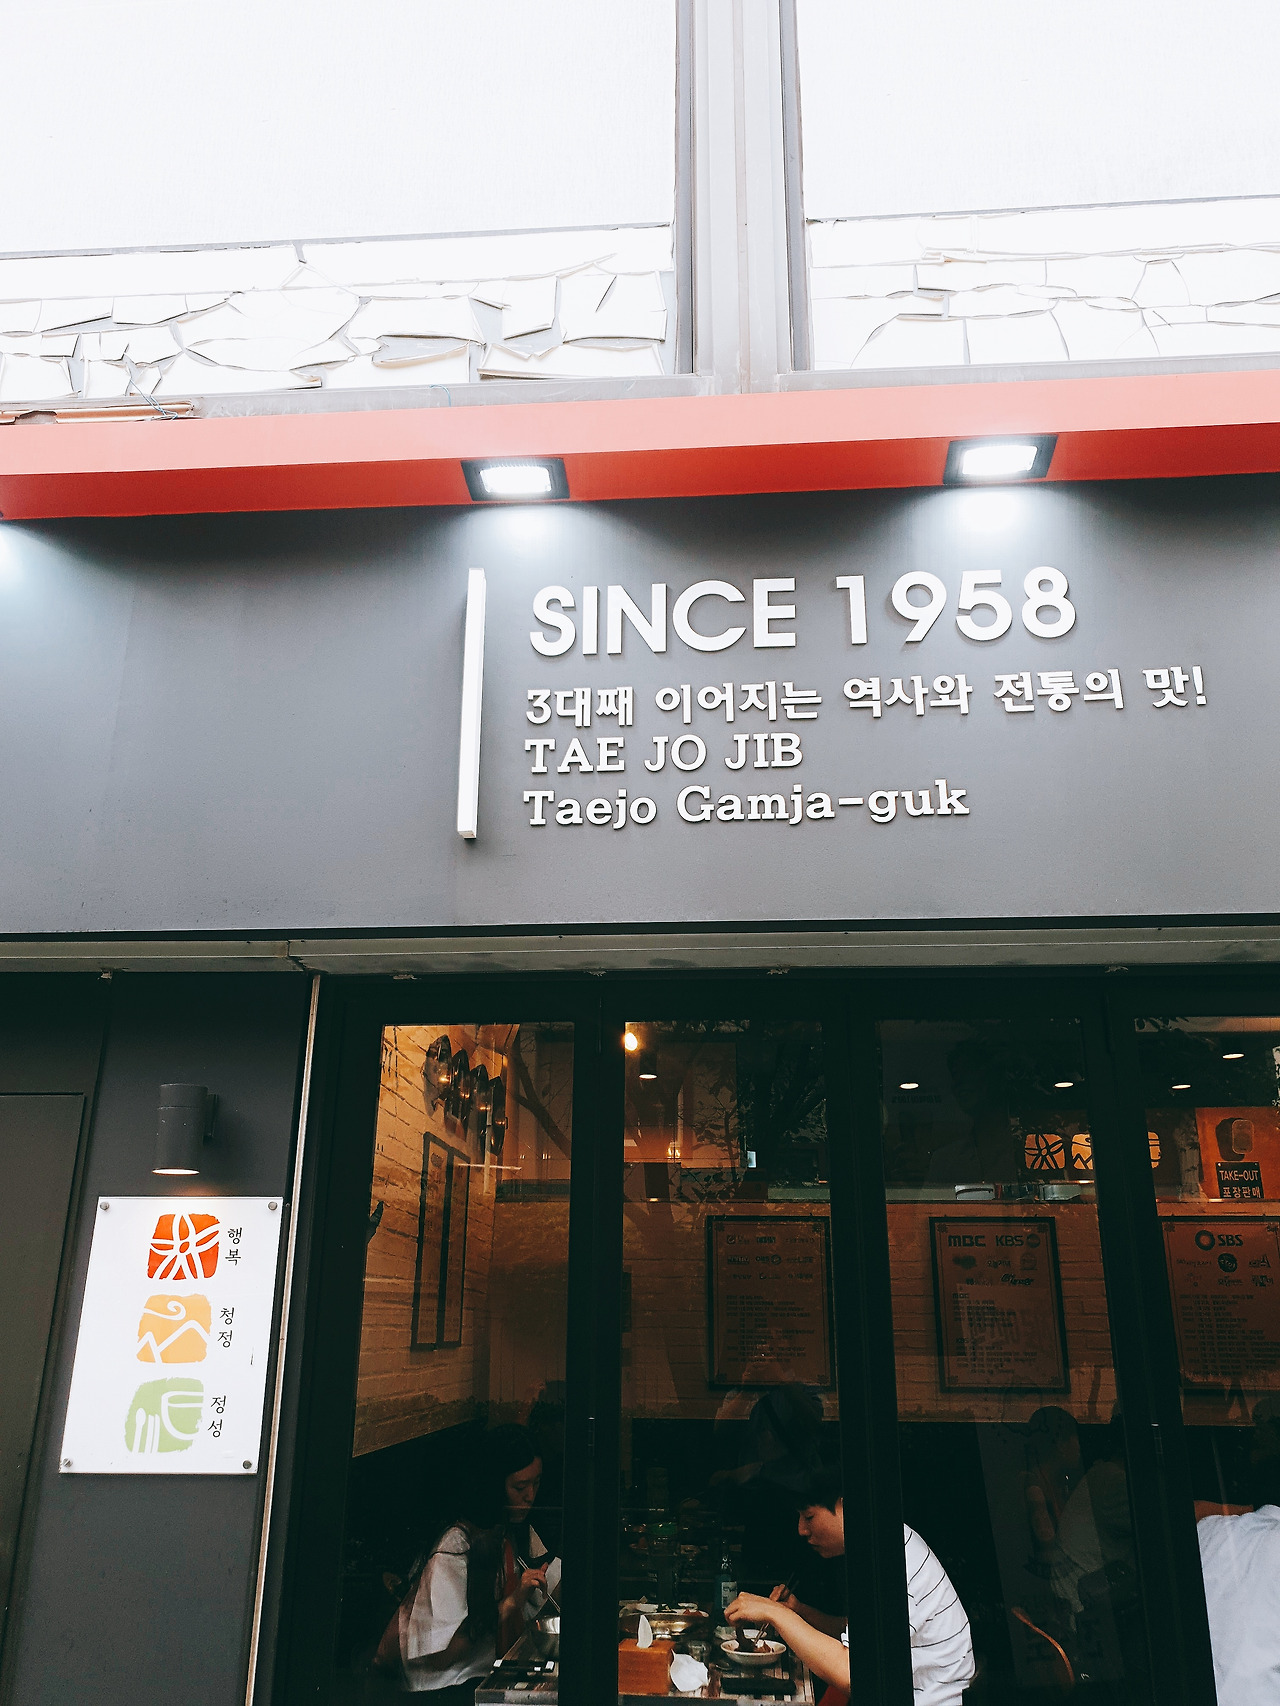 SINCE 1958
3대째 이어지는 역사와 전통의 맛!
TAE JO JIB
Taejo Gamja-guk
행복
청정
정성
TAKE-OUT
포장판매
MBC KBS
SBS